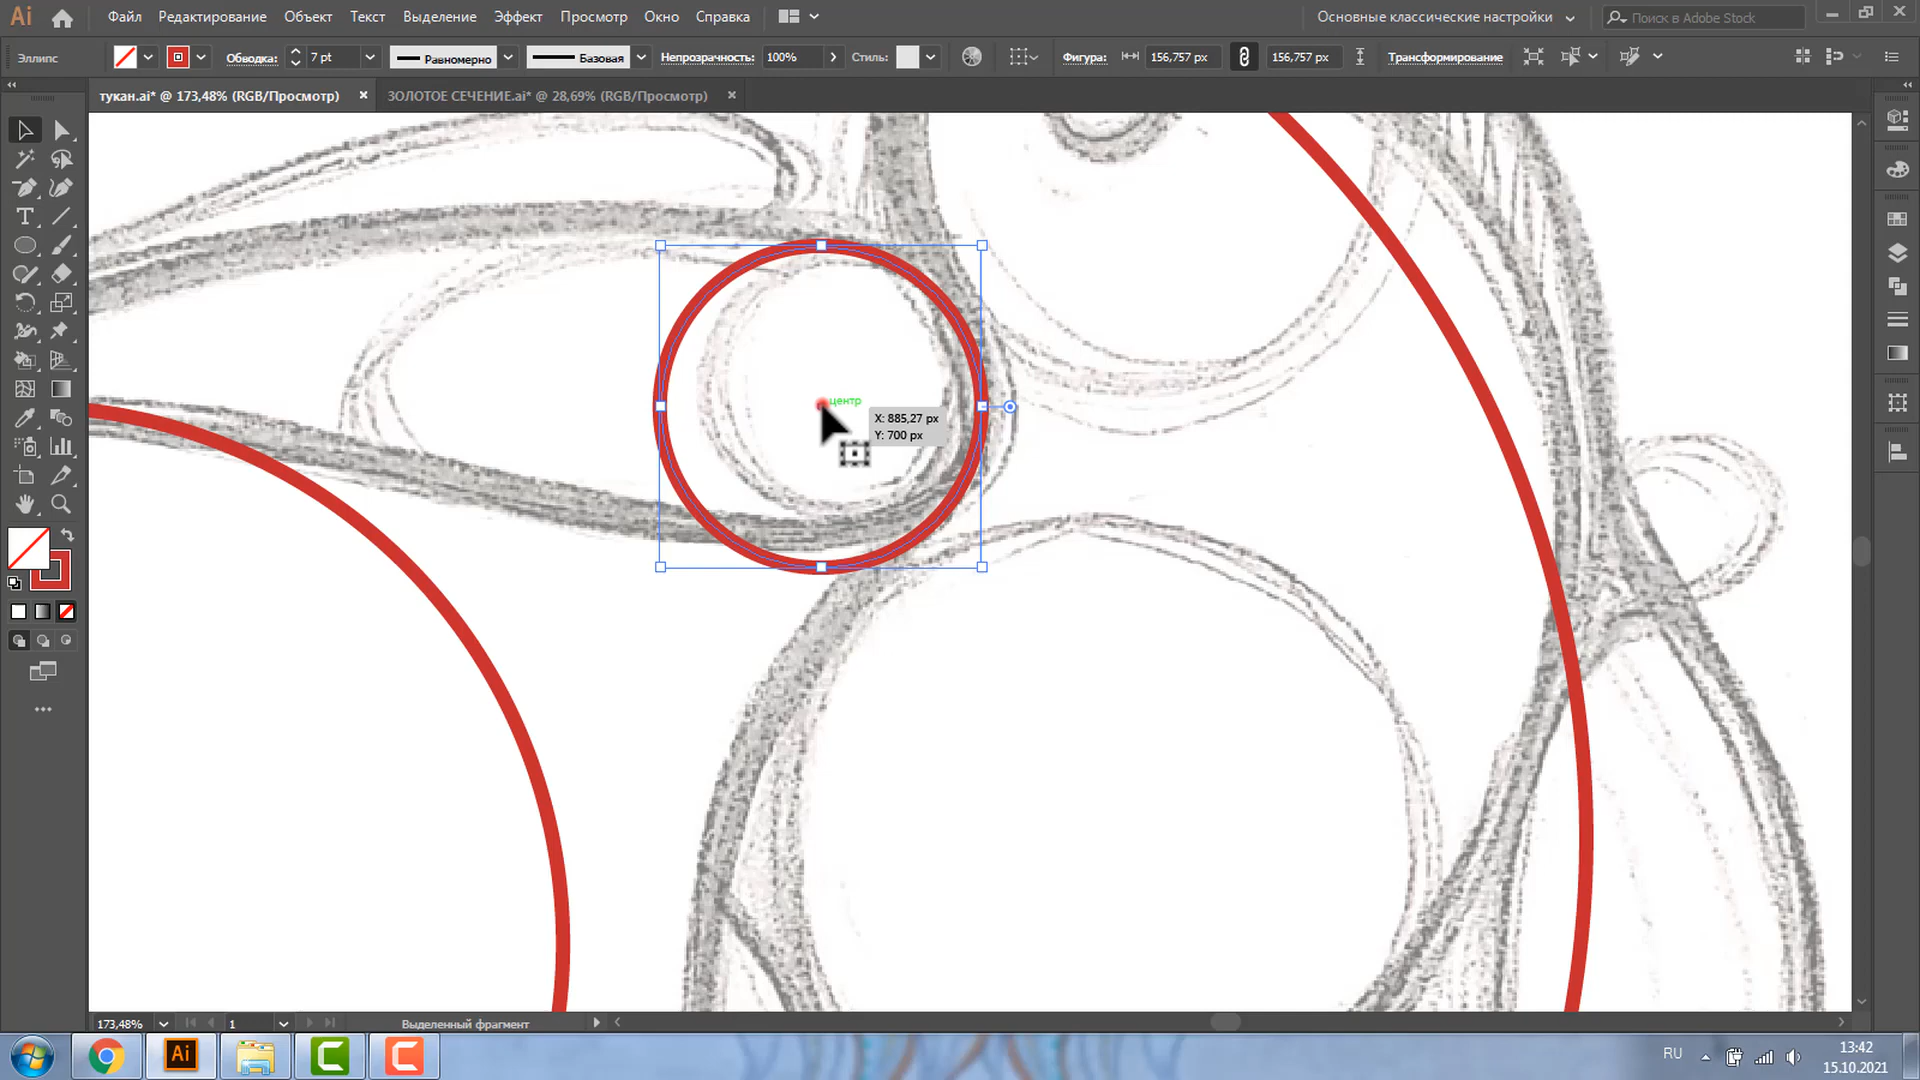 Ai Файл Редактирование Объект Текст Выделение Эффект Просмотр Окно Справка Основные классические настройки Поиск в Adobe Stock
Эллипс Обводка: 7 pt Равномерно Базовая Непрозрачность: 100% Стиль: Фигура: 156,757 px 156,757 px Трансформирование
тукан.ai* @ 173,48% (RGB/Просмотр) ЗОЛОТОЕ СЕЧЕНИЕ.ai* @ 28,69% (RGB/Просмотр)
центр
X: 885,27 px
Y: 700 px
173,48% 1 Выделенный фрагмент
Ai RU 13:42
15.10.2021